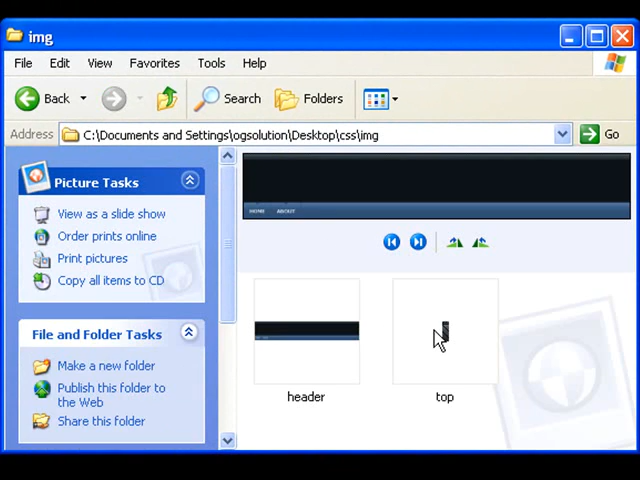 img
File Edit View Favorites Tools Help
Back Search Folders
Address C:\Documents and Settings\ogsolution\Desktop\css\img Go
Picture Tasks
View as a slide show
Order prints online
Print pictures
Copy all items to CD
File and Folder Tasks
Make a new folder
Publish this folder to
the Web
Share this folder
HOME ABOUT
header top